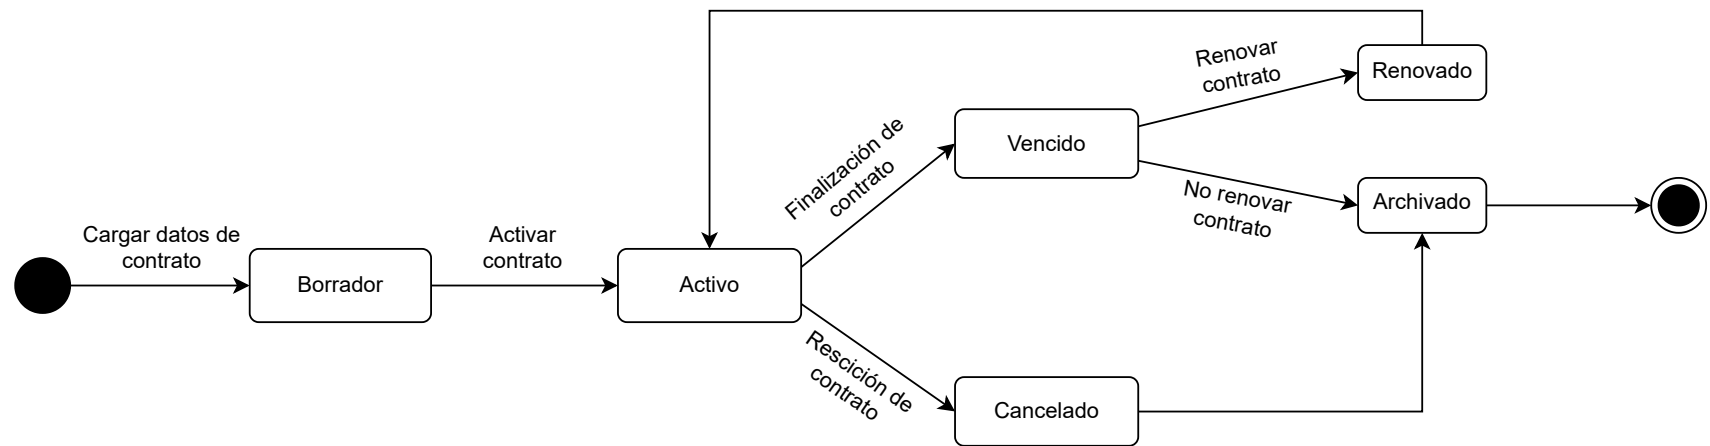 Cargar datos de
contrato
Borrador
Activar
contrato
Activo
Finalización de
contrato
Vencido
Renovar
contrato
Renovado
No renovar
contrato
Archivado
Rescición de
contrato
Cancelado